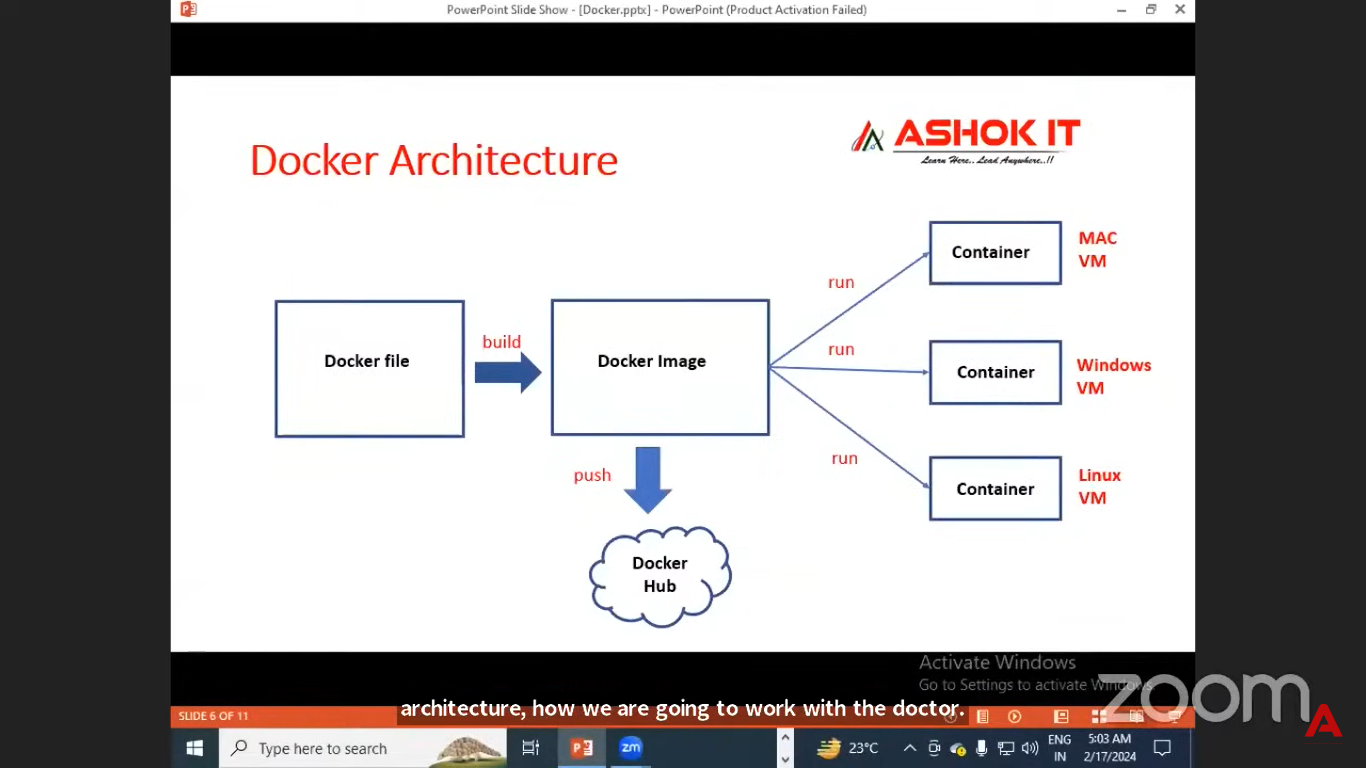 PowerPoint Slide Show - [Docker.pptx] - PowerPoint (Product Activation Failed)
ASHOK IT
Learn Here.. Lead Anywhere..!!
Docker Architecture
Docker file
build
Docker Image
run
run
run
Container
MAC
VM
Container
Windows
VM
Container
Linux
VM
push
Docker
Hub
Activate Windows
Go to Settings to activate Windows.
zoom
architecture, how we are going to work with the doctor.
SLIDE 6 OF 11
A
Type here to search
zm
23°C
ENG
IN
5:03 AM
2/17/2024